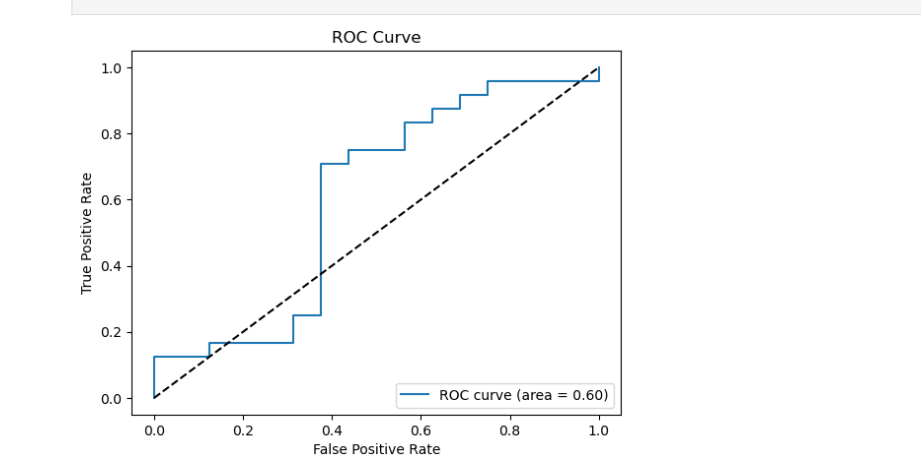 ROC Curve
True Positive Rate
1.0
0.8
0.6
0.4
0.2
0.0
ROC curve (area = 0.60)
0.0 0.2 0.4 0.6 0.8 1.0
False Positive Rate